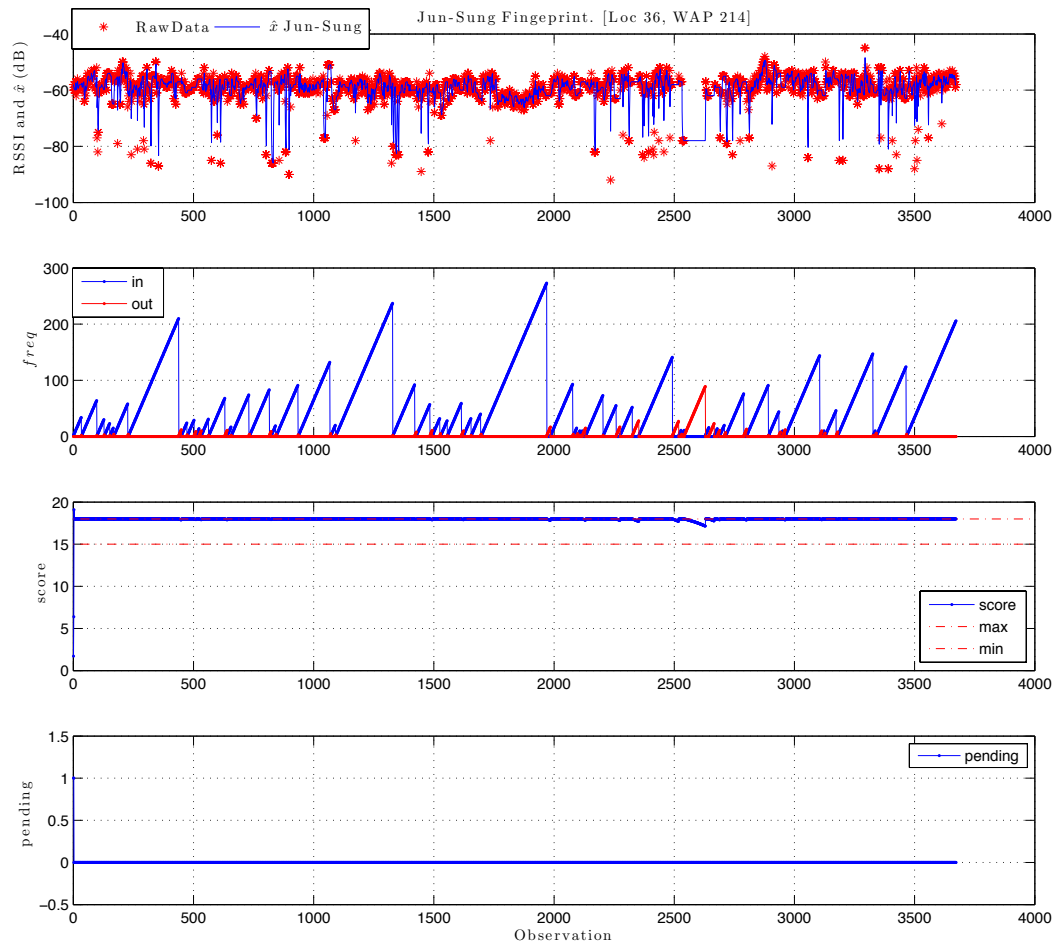 Jun-Sung Fingeprint. [Loc 36, WAP 214]
RawData x̂ Jun-Sung
RSSI and x̂ (dB)
−40
−60
−80
−100
0 500 1000 1500 2000 2500 3000 3500 4000
in
out
freq
300
200
100
0
0 500 1000 1500 2000 2500 3000 3500 4000
score
20
15
10
5
0
score
max
min
0 500 1000 1500 2000 2500 3000 3500 4000
pending
1.5
1
0.5
0
−0.5
pending
0 500 1000 1500 2000 2500 3000 3500 4000
Observation